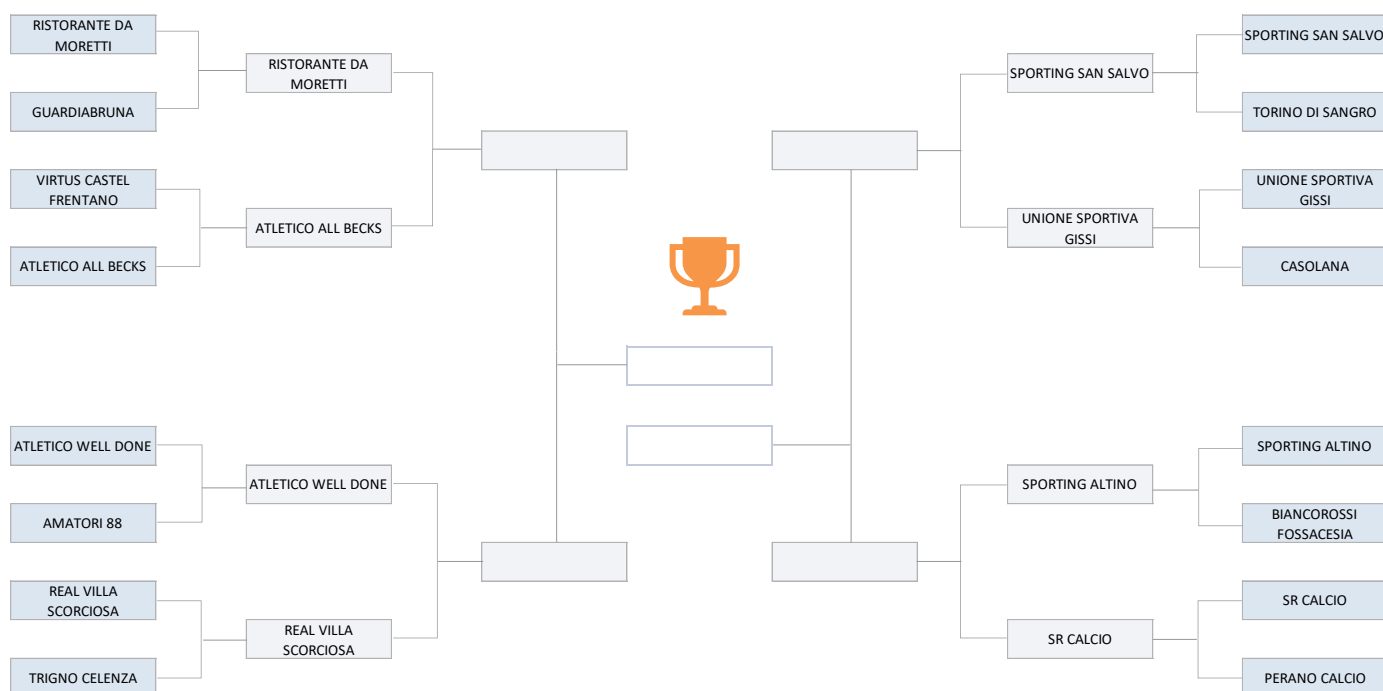 RISTORANTE DA
MORETTI
GUARDIABRUNA
VIRTUS CASTEL
FRENTANO
ATLETICO ALL BECKS
RISTORANTE DA
MORETTI
ATLETICO ALL BECKS
ATLETICO WELL DONE
AMATORI 88
REAL VILLA
SCORCIOSA
TRIGNO CELENZA
ATLETICO WELL DONE
REAL VILLA
SCORCIOSA
SPORTING SAN SALVO
UNIONE SPORTIVA
GISSI
SPORTING SAN SALVO
TORINO DI SANGRO
UNIONE SPORTIVA
GISSI
CASOLANA
SPORTING ALTINO
SR CALCIO
SPORTING ALTINO
BIANCOROSSI
FOSSACESIA
SR CALCIO
PERANO CALCIO